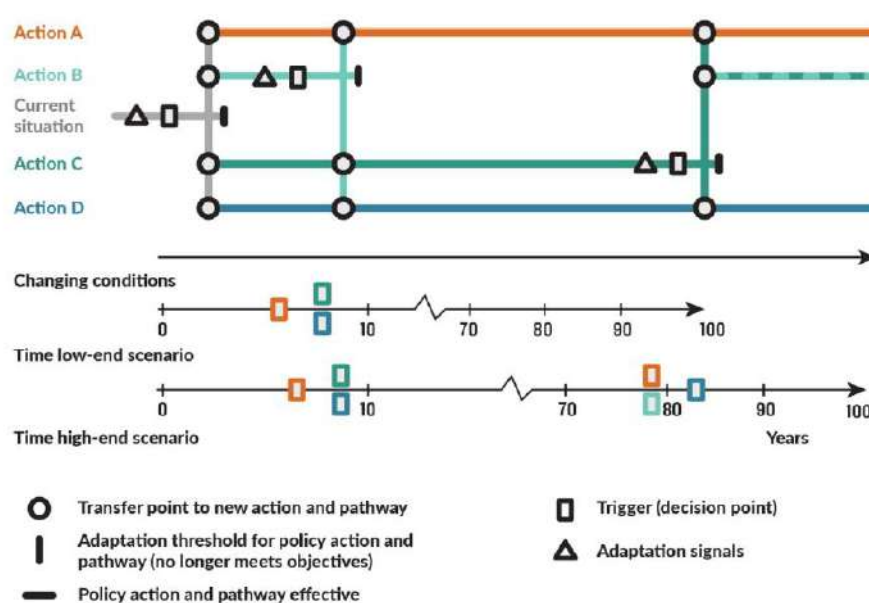 Action A
Action B
Current
situation
Action C
Action D
Changing conditions
0 10 70 80 90 100
Time low-end scenario
0 10 70 80 90 100
Time high-end scenario Years
Transfer point to new action and pathway
Adaptation threshold for policy action and
pathway (no longer meets objectives)
Policy action and pathway effective
Trigger (decision point)
Adaptation signals